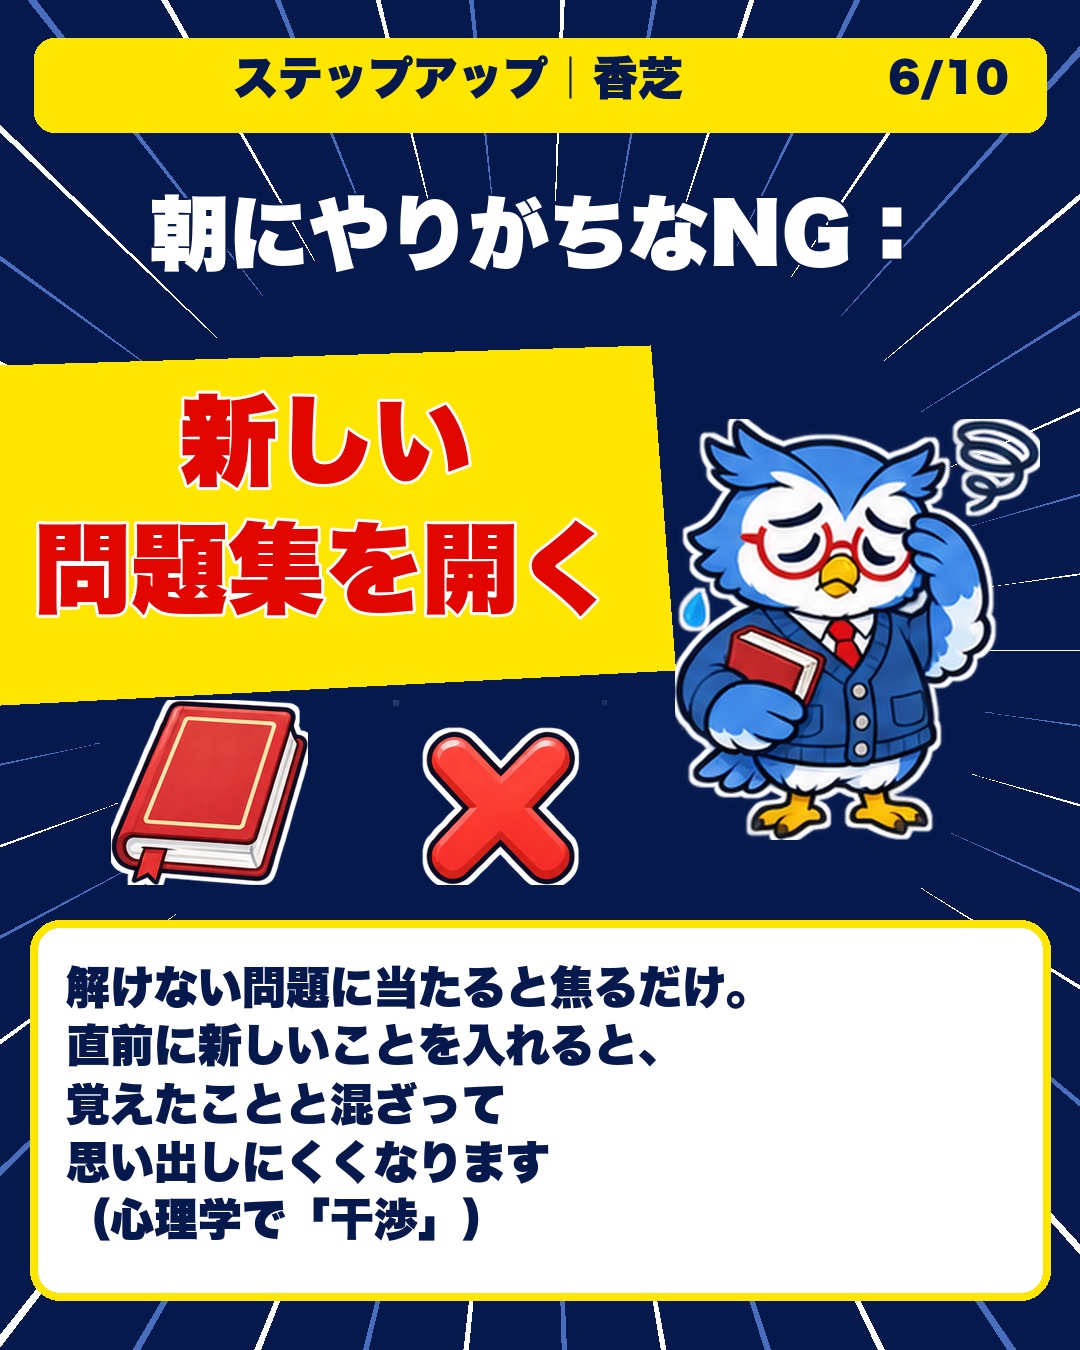 ステップアップ｜香芝
6/10
朝にやりがちなNG：
新しい
問題集を開く
解けない問題に当たると焦るだけ。
直前に新しいことを入れると、
覚えたことと混ざって
思い出しにくくなります
（心理学で「干渉」）